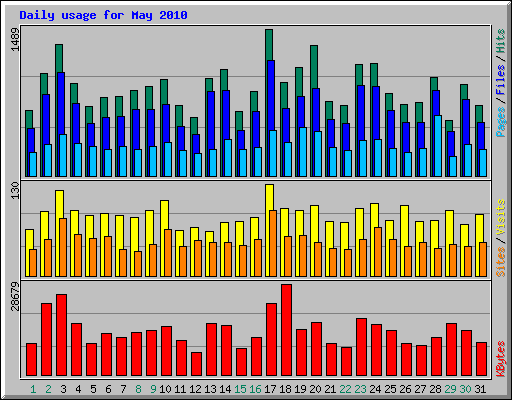 Daily usage for May 2010
1489
Pages / Files / Hits
130
Sites / Visits
28679
KBytes
1 2 3 4 5 6 7 8 9 10 11 12 13 14 15 16 17 18 19 20 21 22 23 24 25 26 27 28 29 30 31